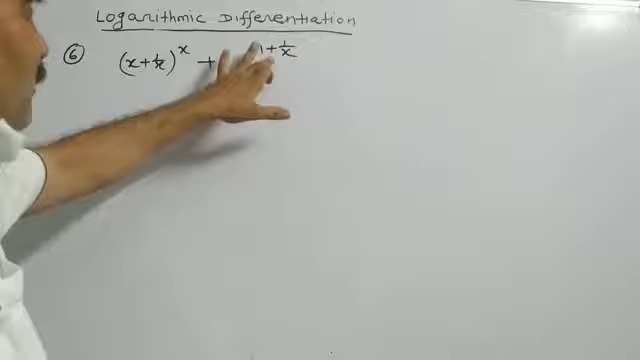 Logarithmic Differentiation
⑥ (x+1/x)^x + 1+1/x